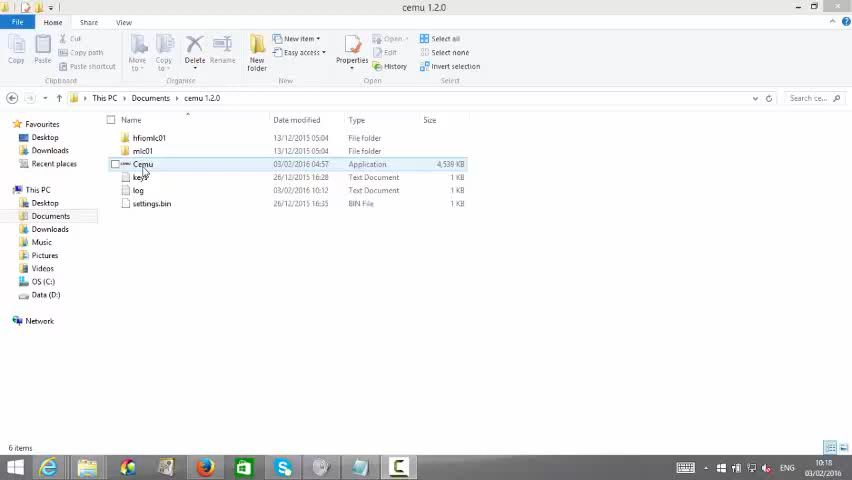 cemu 1.2.0
File Home Share View
Cut
Copy path
Paste shortcut
Copy Paste
Move to Copy to Delete Rename
New folder
New item
Easy access
Properties
Open
Edit
History
Select all
Select none
Invert selection
Clipboard Organise New Open Select
This PC Documents cemu 1.2.0 Search ce...
Name Date modified Type Size
Favourites
Desktop
Downloads
Recent places
This PC
Desktop
Documents
Downloads
Music
Pictures
Videos
OS (C:)
Data (D:)
Network
hfiomlc01 13/12/2015 05:04 File folder
mlc01 13/12/2015 05:04 File folder
Cemu 03/02/2016 04:57 Application 4,539 KB
keys 26/12/2015 16:28 Text Document 1 KB
log 03/02/2016 10:12 Text Document 1 KB
settings.bin 26/12/2015 16:35 BIN File 1 KB
6 items
ENG
10:18
03/02/2016